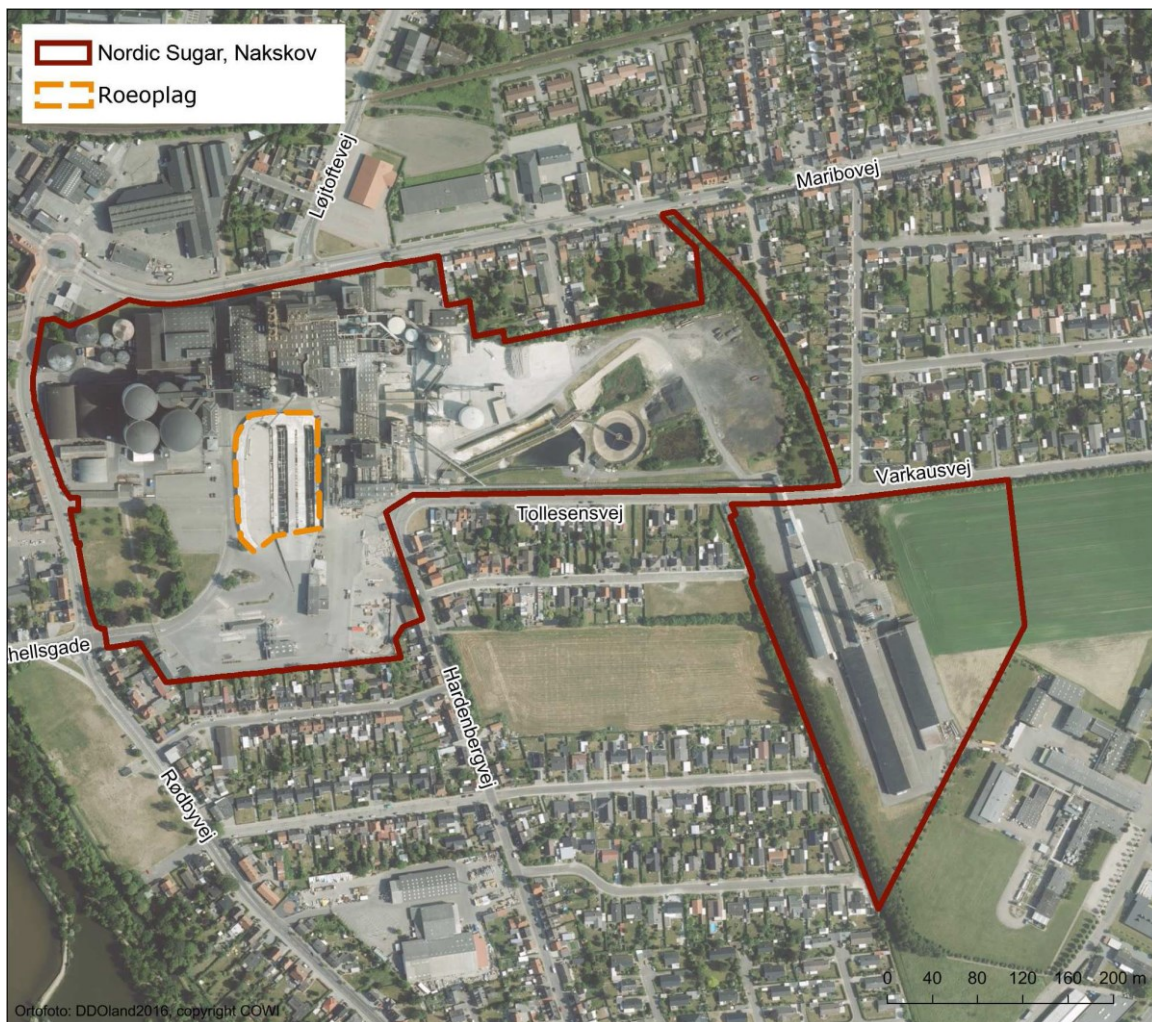 Nordic Sugar, Nakskov
Roeoplag
Løjtoftevej
Maribovej
Varkausvej
Tollesensvej
hellsgade
Hardenbergvej
Rødbyvej
0 40 80 120 160 200 m
Ortofoto: DDOland2016, copyright COWI